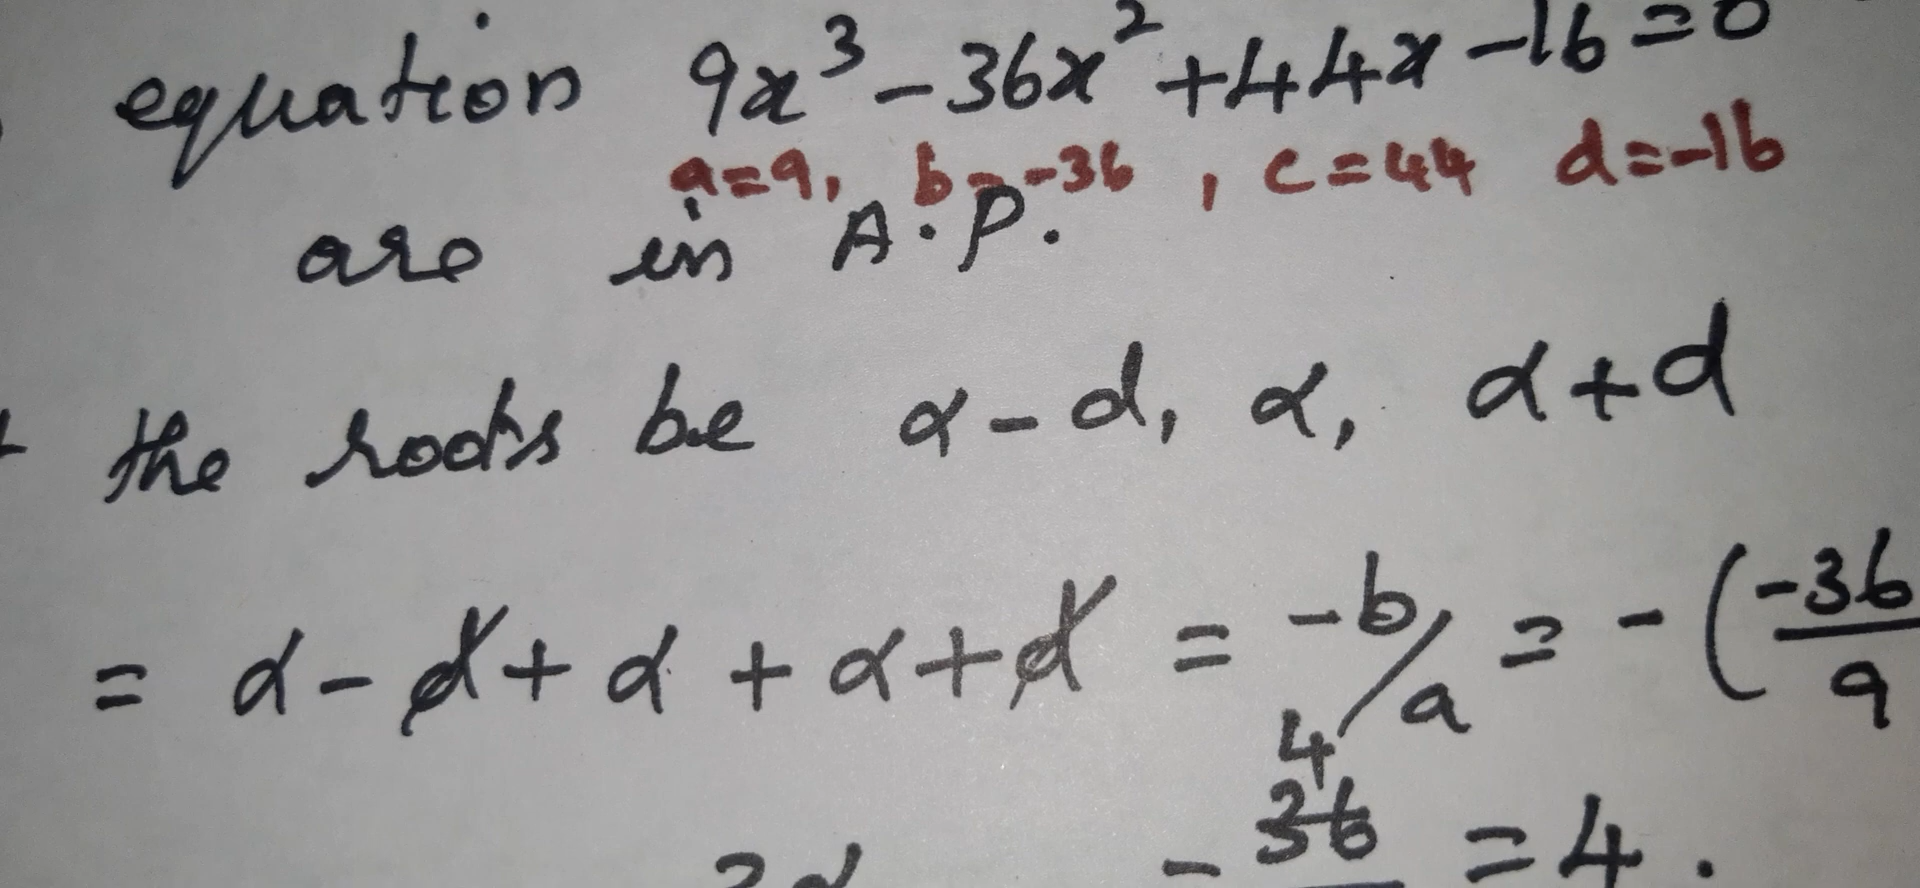 equation 9x³ - 36x² + 44x - 16 = 0
a = 9, b = -36, c = 44 d = -16
are in A.P.
the roots be α - d, α, α + d
= α - d + α + α + d = -b/a = - (-36/9
4
3α = 36 = 4.